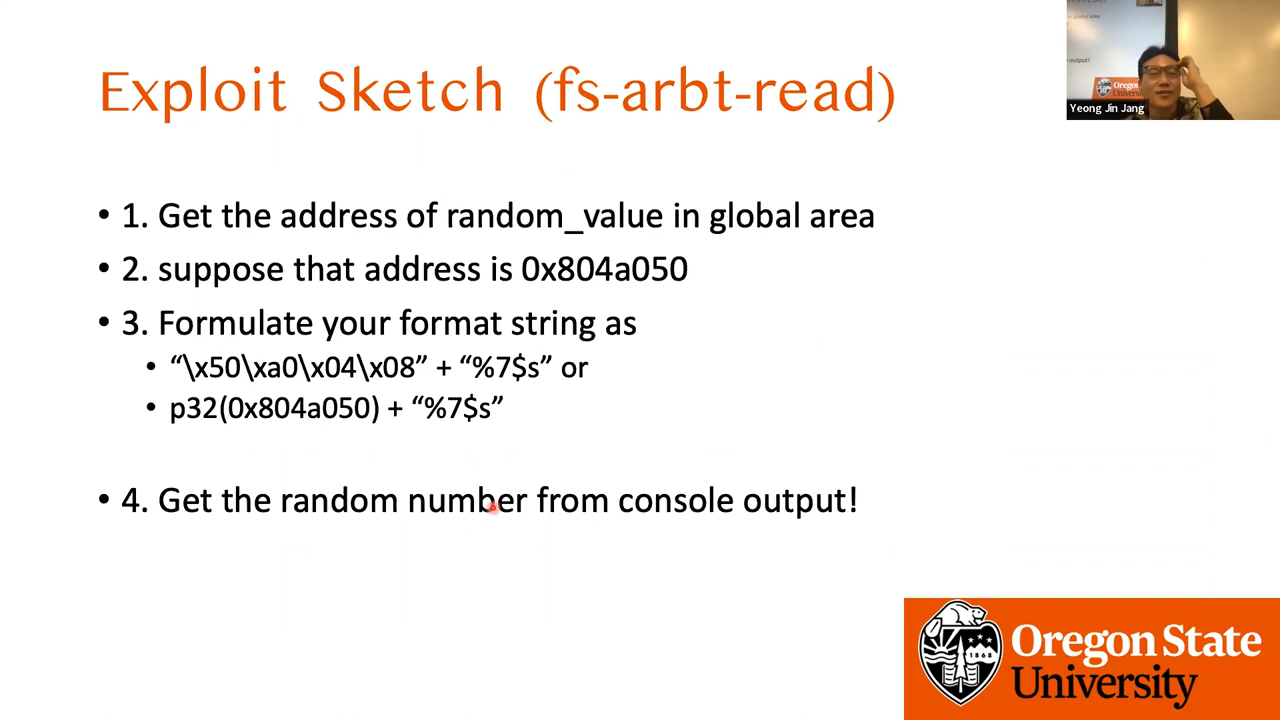 Exploit Sketch (fs-arbt-read)
Yeong Jin Jang
• 1. Get the address of random_value in global area
• 2. suppose that address is 0x804a050
• 3. Formulate your format string as
• “\x50\xa0\x04\x08” + “%7$s” or
• p32(0x804a050) + “%7$s”
• 4. Get the random number from console output!
1868
Oregon State
University